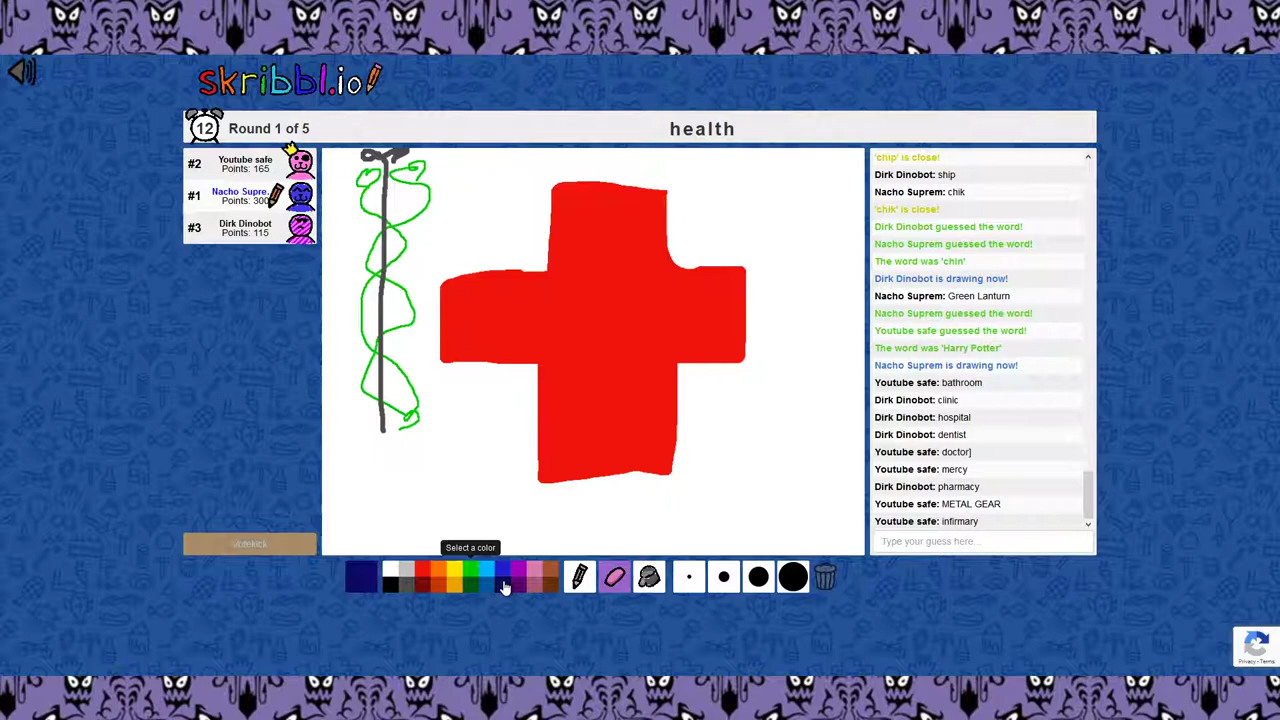 skribbl.io
12
Round 1 of 5
health
#2
Youtube safe
Points: 165
#1
Nacho Supre..
Points: 300
#3
Dirk Dinobot
Points: 115
Votekick
'chip' is close!
Dirk Dinobot: ship
Nacho Suprem: chik
'chik' is close!
Dirk Dinobot guessed the word!
Nacho Suprem guessed the word!
The word was 'chin'
Dirk Dinobot is drawing now!
Nacho Suprem: Green Lanturn
Nacho Suprem guessed the word!
Youtube safe guessed the word!
The word was 'Harry Potter'
Nacho Suprem is drawing now!
Youtube safe: bathroom
Dirk Dinobot: clinic
Dirk Dinobot: hospital
Dirk Dinobot: dentist
Youtube safe: doctor]
Youtube safe: mercy
Dirk Dinobot: pharmacy
Youtube safe: METAL GEAR
Youtube safe: infirmary
Type your guess here...
Select a color
Privacy - Terms